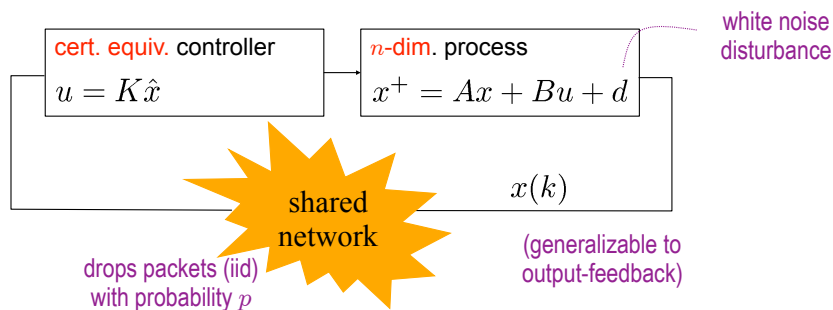 cert. equiv. controller
u = Kx̂
n-dim. process
x⁺ = Ax + Bu + d
white noise
disturbance
shared
network
x(k)
drops packets (iid)
with probability p
(generalizable to
output-feedback)